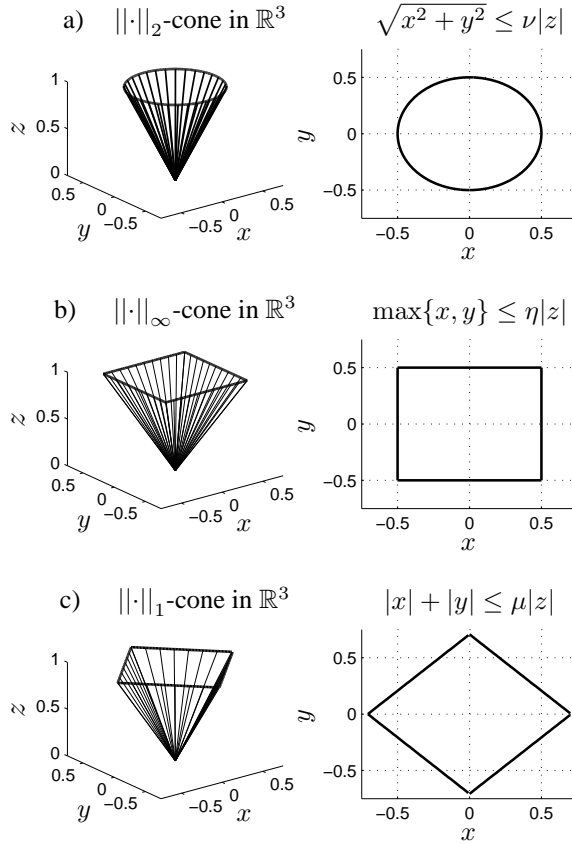 a) ||·||₂-cone in ℝ³
√(x² + y²) ≤ ν|z|
1
0.5
0
z
0.5
0
−0.5
y
−0.5
0
0.5
x
0.5
0
−0.5
y
−0.5
0
0.5
x
b) ||·||∞-cone in ℝ³
max{x, y} ≤ η|z|
1
0.5
0
z
0.5
0
−0.5
y
−0.5
0
0.5
x
0.5
0
−0.5
y
−0.5
0
0.5
x
c) ||·||₁-cone in ℝ³
|x| + |y| ≤ μ|z|
1
0.5
0
z
0.5
0
−0.5
y
−0.5
0
0.5
x
0.5
0
−0.5
y
−0.5
0
0.5
x